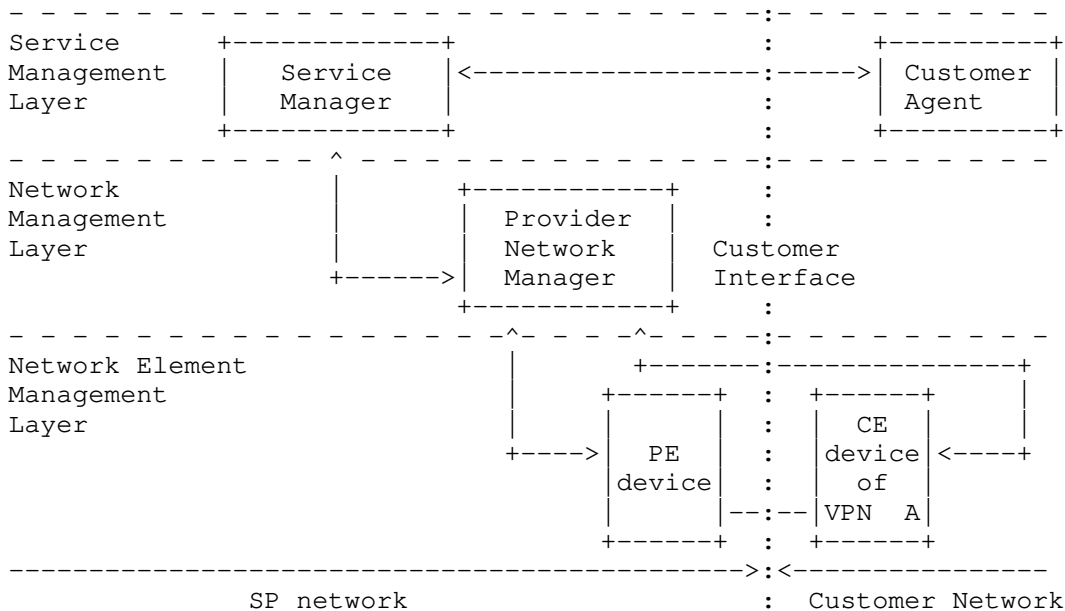 Service
Management Service Customer
Layer Manager Agent
Network
Management Provider
Layer Network Customer
Manager Interface
Network Element
Management
Layer CE
PE device
device of
VPN A
SP network Customer Network